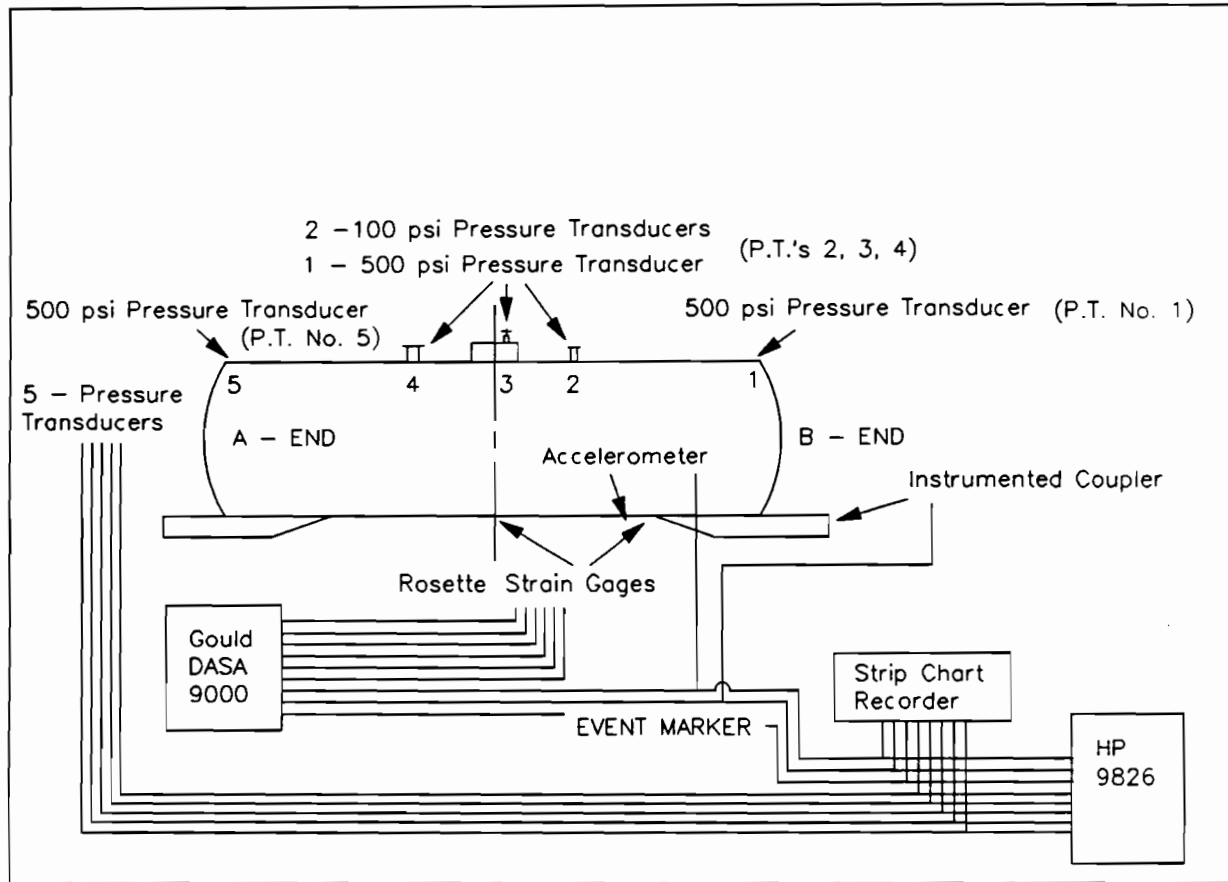 2 –100 psi Pressure Transducers
1 – 500 psi Pressure Transducer
(P.T.'s 2, 3, 4)
500 psi Pressure Transducer
(P.T. No. 5)
500 psi Pressure Transducer (P.T. No. 1)
5 4 3 2 1
5 – Pressure
Transducers
A – END
B – END
Accelerometer
Instrumented Coupler
Rosette Strain Gages
Gould
DASA
9000
Strip Chart
Recorder
EVENT MARKER
HP
9826